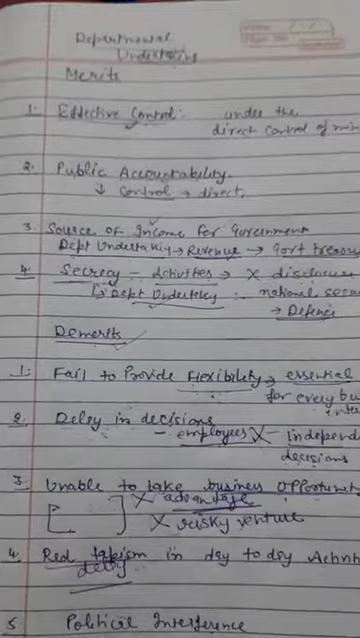 Departmental
Undertaking
Merits
1. Effective Control: under the
direct control of min
2. Public Accountability.
↓ Control → direct.
3. Source of Income for Government
Dept Undertaking → Revenue → Govt treasu
4. Secrecy - Activities → X disclosure
↳ Dept Undertaking : national secu
→ Defence
Demerits
1. Fail to Provide Flexibility → essential
for every bu
2. Delay in decisions
- employees X - independ
decisions
3. Unable to take business Opportunit
[ ] X advantage
X risky venture
4. Red tapism in day to day Activit
delay
5 Political Interference